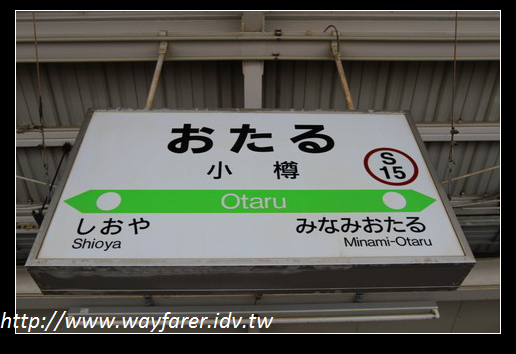 おたる
小樽
S
15
Otaru
しおや
Shioya
みなみおたる
Minami-Otaru
http://www.wayfarer.idv.tw